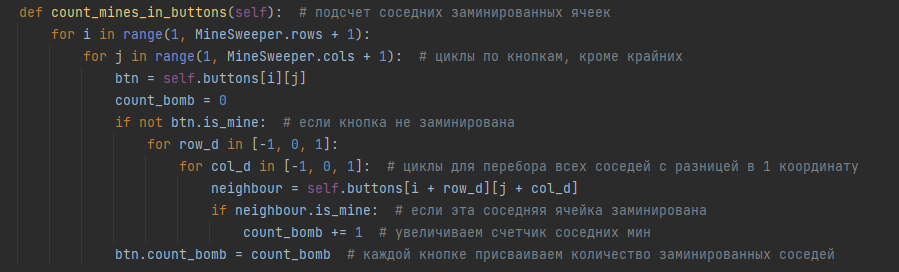 def count_mines_in_buttons(self):  # подсчет соседних заминированных ячеек
    for i in range(1, MineSweeper.rows + 1):
        for j in range(1, MineSweeper.cols + 1):  # циклы по кнопкам, кроме крайних
            btn = self.buttons[i][j]
            count_bomb = 0
            if not btn.is_mine:  # если кнопка не заминирована
                for row_d in [-1, 0, 1]:
                    for col_d in [-1, 0, 1]:  # циклы для перебора всех соседей с разницей в 1 координату
                        neighbour = self.buttons[i + row_d][j + col_d]
                        if neighbour.is_mine:  # если эта соседняя ячейка заминирована
                            count_bomb += 1  # увеличиваем счетчик соседних мин
            btn.count_bomb = count_bomb  # каждой кнопке присваиваем количество заминированных соседей